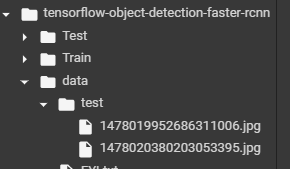 tensorflow-object-detection-faster-rcnn
Test
Train
data
test
1478019952686311006.jpg
1478020380203053395.jpg